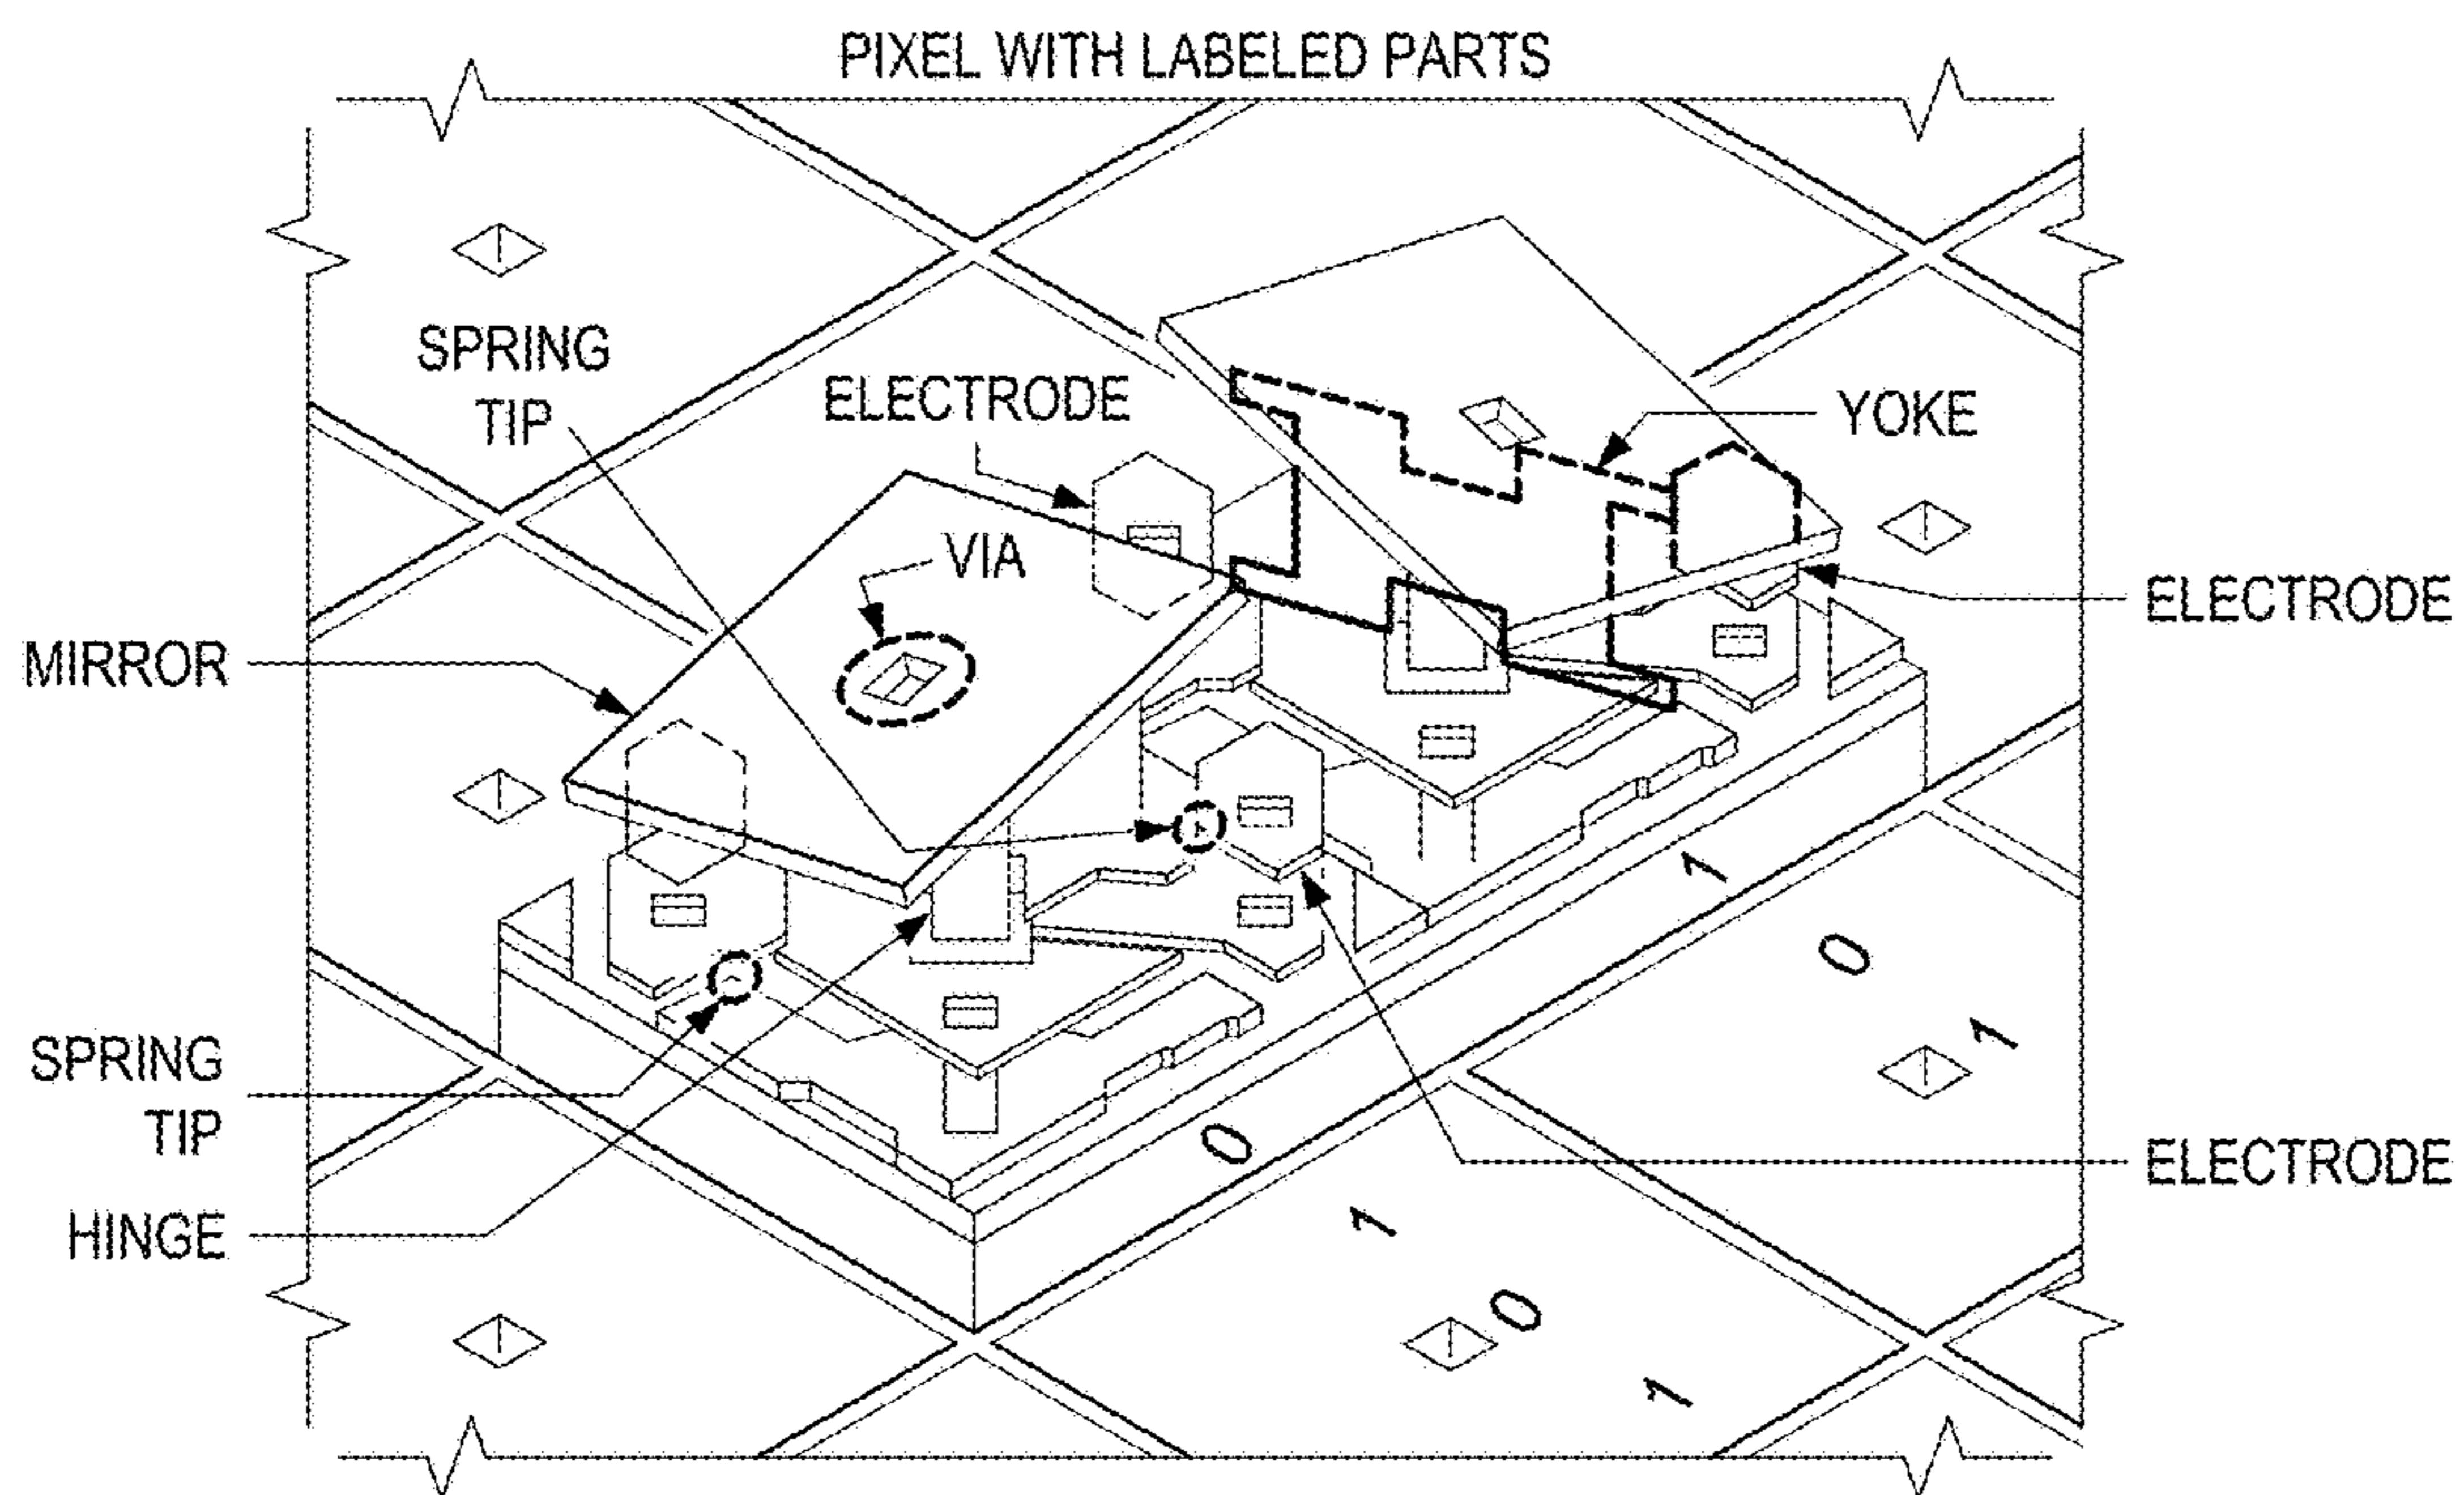 PIXEL WITH LABELED PARTS
SPRING
TIP
ELECTRODE
YOKE
VIA
ELECTRODE
MIRROR
1
0
1
SPRING
TIP
0
ELECTRODE
HINGE
1
0
1